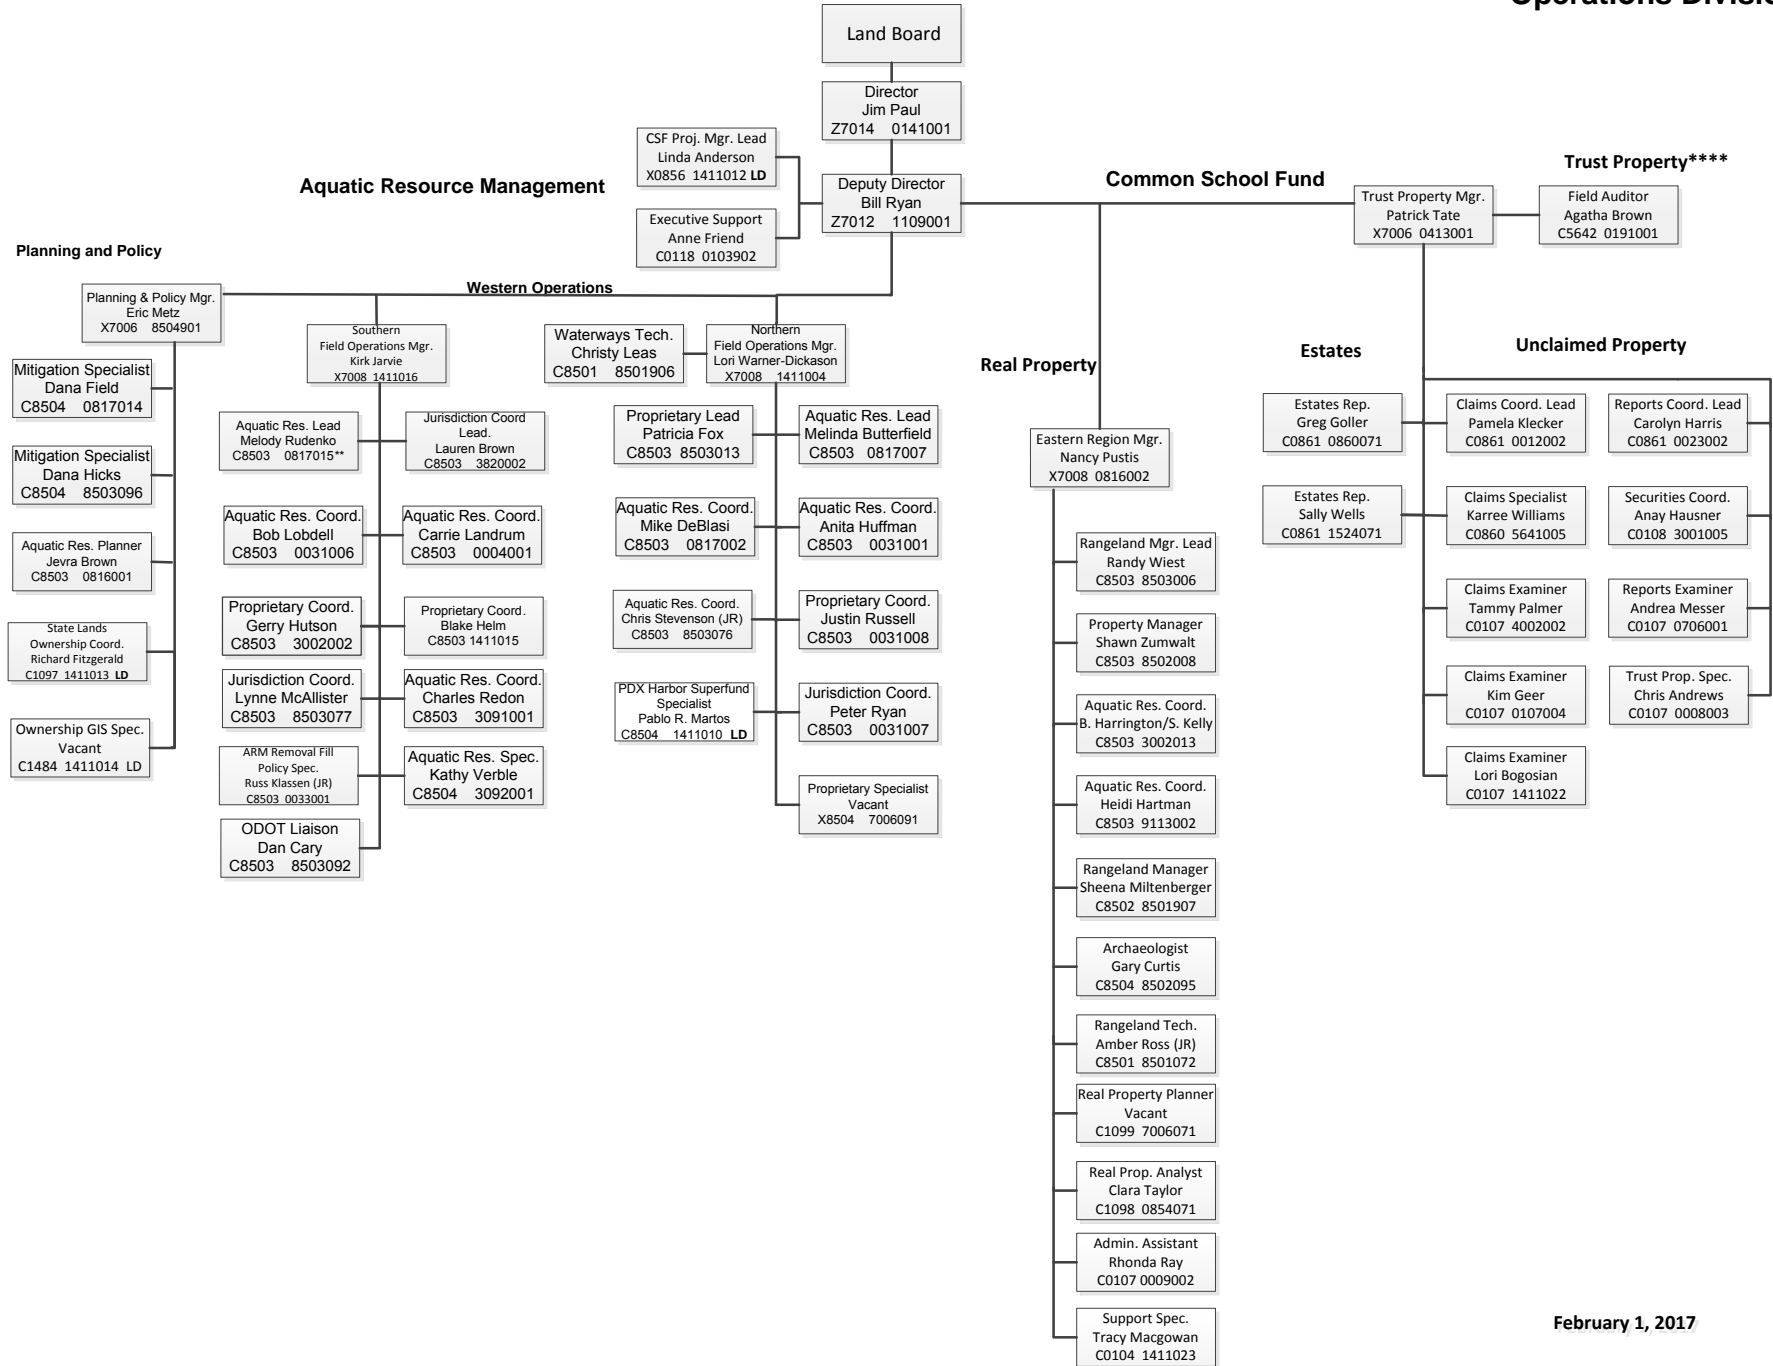 Operations Divisio
Land Board
Director
Jim Paul
Z7014 0141001
CSF Proj. Mgr. Lead
Linda Anderson
X0856 1411012 LD
Aquatic Resource Management
Deputy Director
Bill Ryan
Z7012 1109001
Common School Fund
Trust Property****
Executive Support
Anne Friend
C0118 0103902
Trust Property Mgr.
Patrick Tate
X7006 0413001
Field Auditor
Agatha Brown
C5642 0191001
Planning and Policy
Western Operations
Planning & Policy Mgr.
Eric Metz
X7006 8504901
Mitigation Specialist
Dana Field
C8504 0817014
Mitigation Specialist
Dana Hicks
C8504 8503096
Aquatic Res. Planner
Jevra Brown
C8503 0816001
State Lands
Ownership Coord.
Richard Fitzgerald
C1097 1411013 LD
Ownership GIS Spec.
Vacant
C1484 1411014 LD
Southern
Field Operations Mgr.
Kirk Jarvie
X7008 1411016
Aquatic Res. Lead
Melody Rudenko
C8503 0817015**
Jurisdiction Coord
Lead.
Lauren Brown
C8503 3820002
Aquatic Res. Coord.
Bob Lobdell
C8503 0031006
Aquatic Res. Coord.
Carrie Landrum
C8503 0004001
Proprietary Coord.
Gerry Hutson
C8503 3002002
Proprietary Coord.
Blake Helm
C8503 1411015
Jurisdiction Coord.
Lynne McAllister
C8503 8503077
Aquatic Res. Coord.
Charles Redon
C8503 3091001
ARM Removal Fill
Policy Spec.
Russ Klassen (JR)
C8503 0033001
Aquatic Res. Spec.
Kathy Verble
C8504 3092001
ODOT Liaison
Dan Cary
C8503 8503092
Waterways Tech.
Christy Leas
C8501 8501906
Northern
Field Operations Mgr.
Lori Warner-Dickason
X7008 1411004
Proprietary Lead
Patricia Fox
C8503 8503013
Aquatic Res. Lead
Melinda Butterfield
C8503 0817007
Aquatic Res. Coord.
Mike DeBlasi
C8503 0817002
Aquatic Res. Coord.
Anita Huffman
C8503 0031001
Aquatic Res. Coord.
Chris Stevenson (JR)
C8503 8503076
Proprietary Coord.
Justin Russell
C8503 0031008
PDX Harbor Superfund
Specialist
Pablo R. Martos
C8504 1411010 LD
Jurisdiction Coord.
Peter Ryan
C8503 0031007
Proprietary Specialist
Vacant
X8504 7006091
Real Property
Eastern Region Mgr.
Nancy Pustis
X7008 0816002
Rangeland Mgr. Lead
Randy Wiest
C8503 8503006
Property Manager
Shawn Zumwalt
C8503 8502008
Aquatic Res. Coord.
B. Harrington/S. Kelly
C8503 3002013
Aquatic Res. Coord.
Heidi Hartman
C8503 9113002
Rangeland Manager
Sheena Miltenberger
C8502 8501907
Archaeologist
Gary Curtis
C8504 8502095
Rangeland Tech.
Amber Ross (JR)
C8501 8501072
Real Property Planner
Vacant
C1099 7006071
Real Prop. Analyst
Clara Taylor
C1098 0854071
Admin. Assistant
Rhonda Ray
C0107 0009002
Support Spec.
Tracy Macgowan
C0104 1411023
Estates
Unclaimed Property
Estates Rep.
Greg Goller
C0861 0860071
Claims Coord. Lead
Pamela Klecker
C0861 0012002
Reports Coord. Lead
Carolyn Harris
C0861 0023002
Estates Rep.
Sally Wells
C0861 1524071
Claims Specialist
Karree Williams
C0860 5641005
Securities Coord.
Anay Hausner
C0108 3001005
Claims Examiner
Tammy Palmer
C0107 4002002
Reports Examiner
Andrea Messer
C0107 0706001
Claims Examiner
Kim Geer
C0107 0107004
Trust Prop. Spec.
Chris Andrews
C0107 0008003
Claims Examiner
Lori Bogosian
C0107 1411022
February 1, 2017